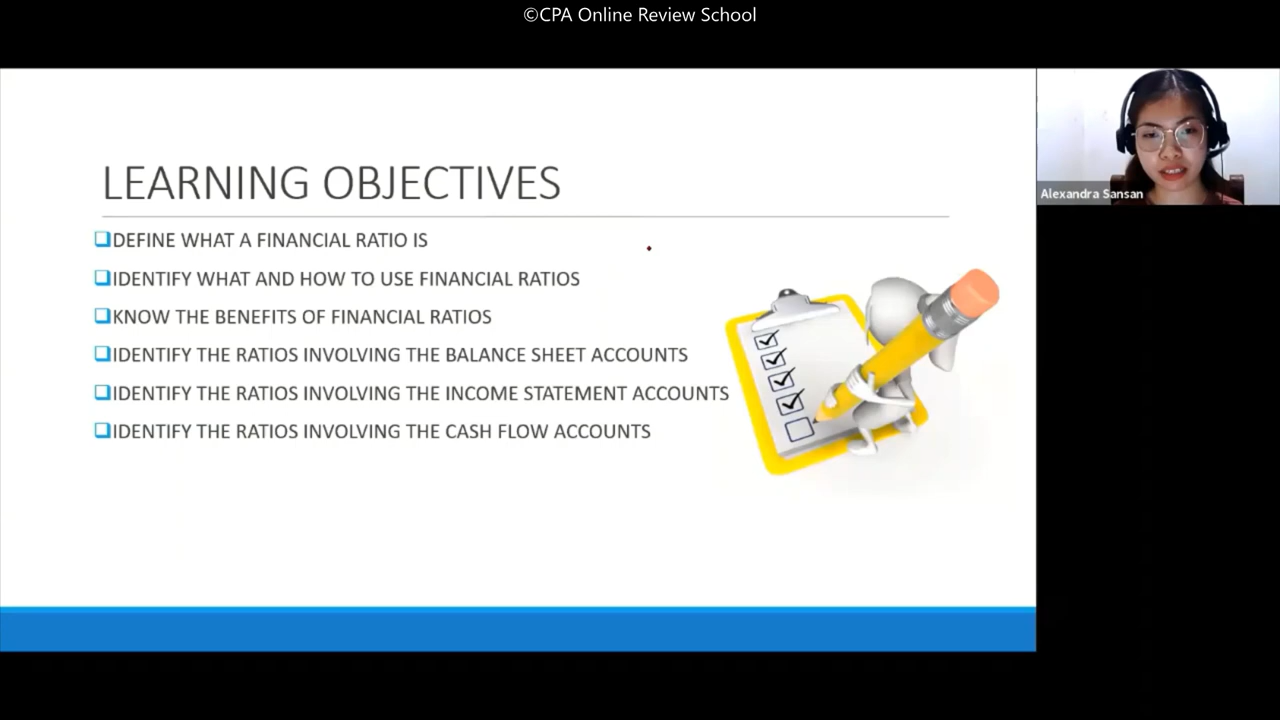 ©CPA Online Review School
LEARNING OBJECTIVES
DEFINE WHAT A FINANCIAL RATIO IS
IDENTIFY WHAT AND HOW TO USE FINANCIAL RATIOS
KNOW THE BENEFITS OF FINANCIAL RATIOS
IDENTIFY THE RATIOS INVOLVING THE BALANCE SHEET ACCOUNTS
IDENTIFY THE RATIOS INVOLVING THE INCOME STATEMENT ACCOUNTS
IDENTIFY THE RATIOS INVOLVING THE CASH FLOW ACCOUNTS
Alexandra Sansan